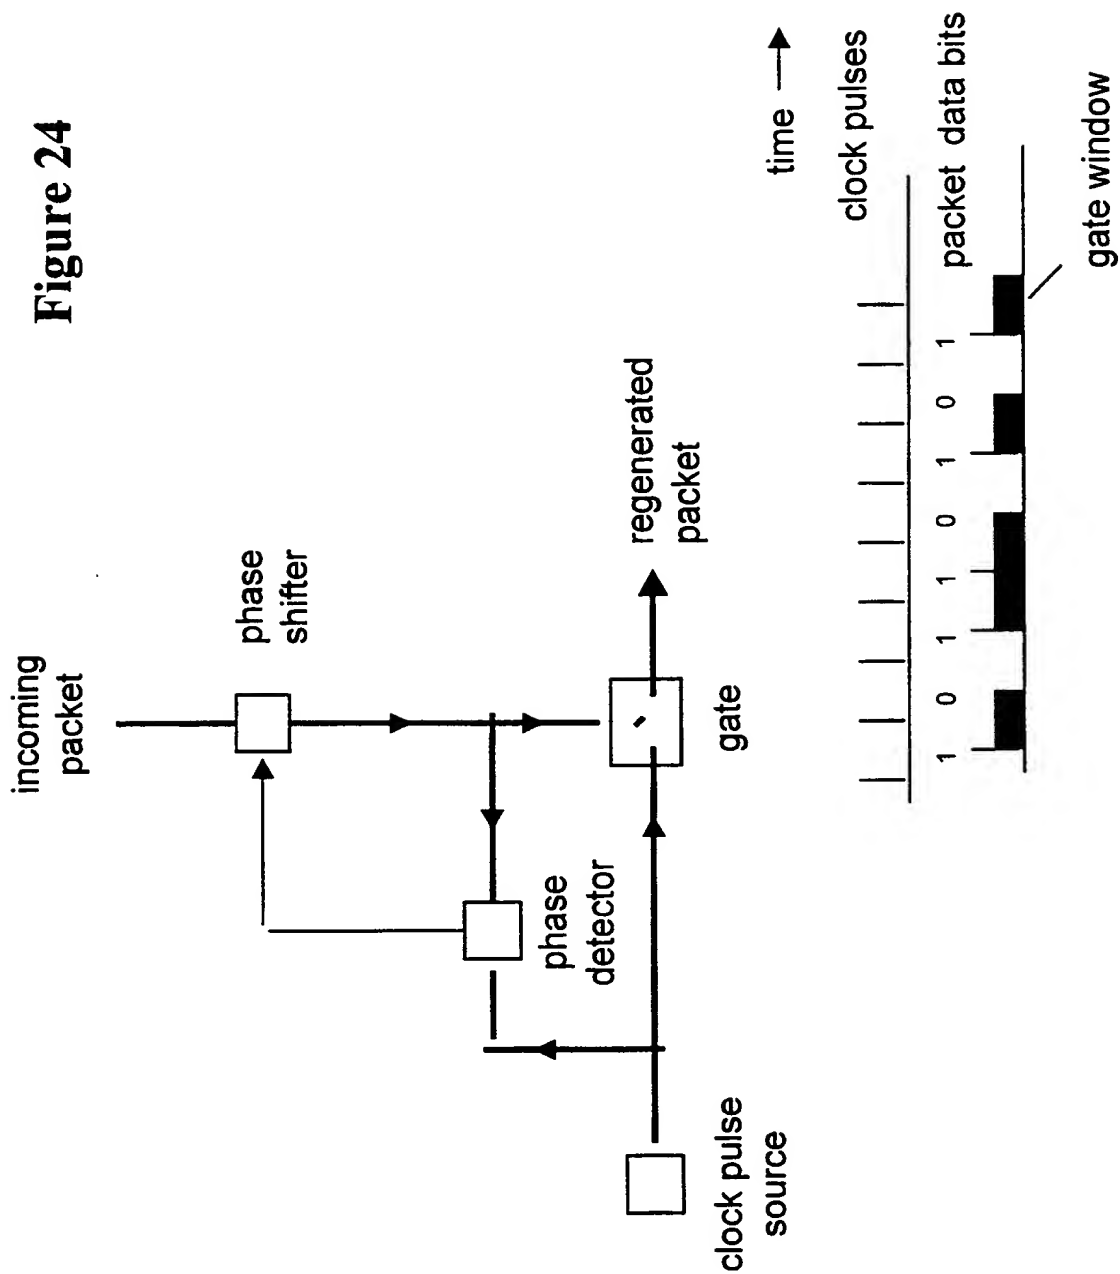 Figure 24
incoming
packet
phase
shifter
phase
detector
clock pulse
source
gate
regenerated
packet
time
clock pulses
1 0 1 1 0 1 0 1 packet data bits
gate window